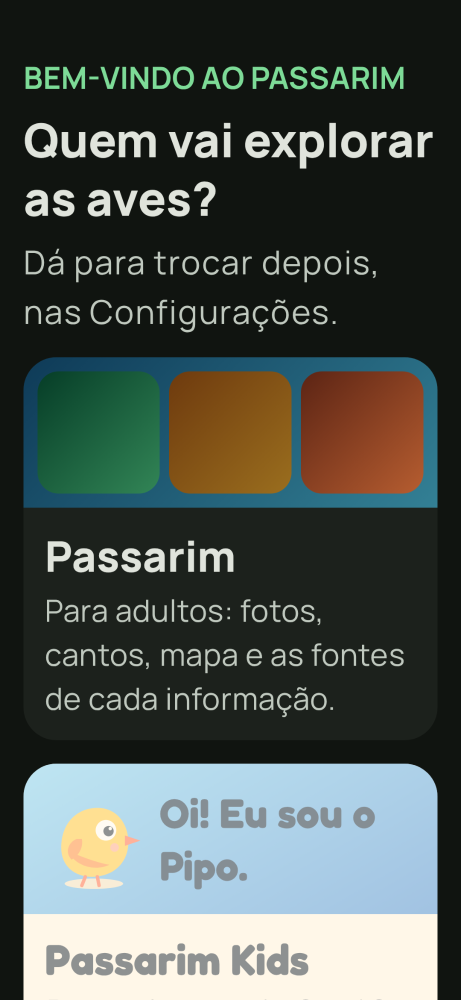 BEM-VINDO AO PASSARIM
Quem vai explorar
as aves?
Dá para trocar depois,
nas Configurações.
Passarim
Para adultos: fotos,
cantos, mapa e as fontes
de cada informação.
Oi! Eu sou o
Pipo.
Passarim Kids